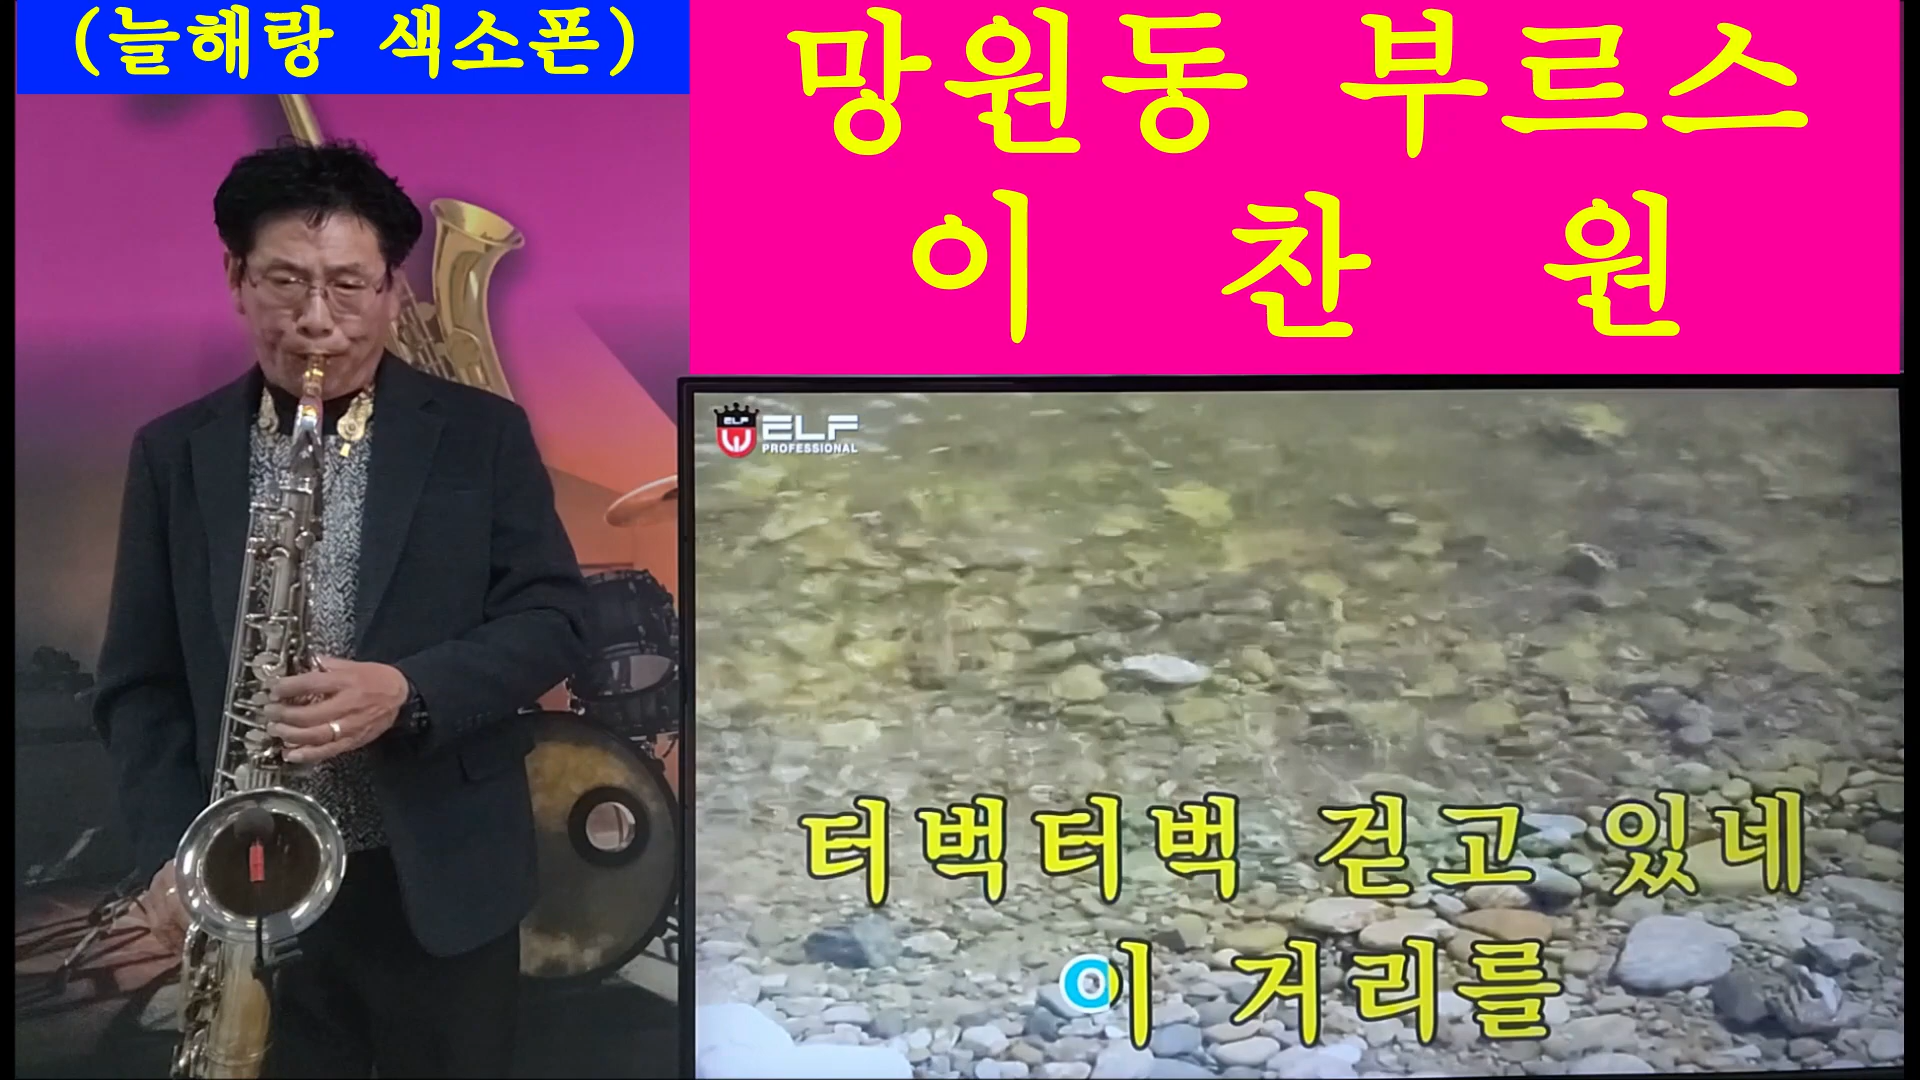 (늘해랑 색소폰)
망원동 부르스
이 찬 원
ELF
ELF
PROFESSIONAL
터벅터벅 걷고 있네
이 거리를